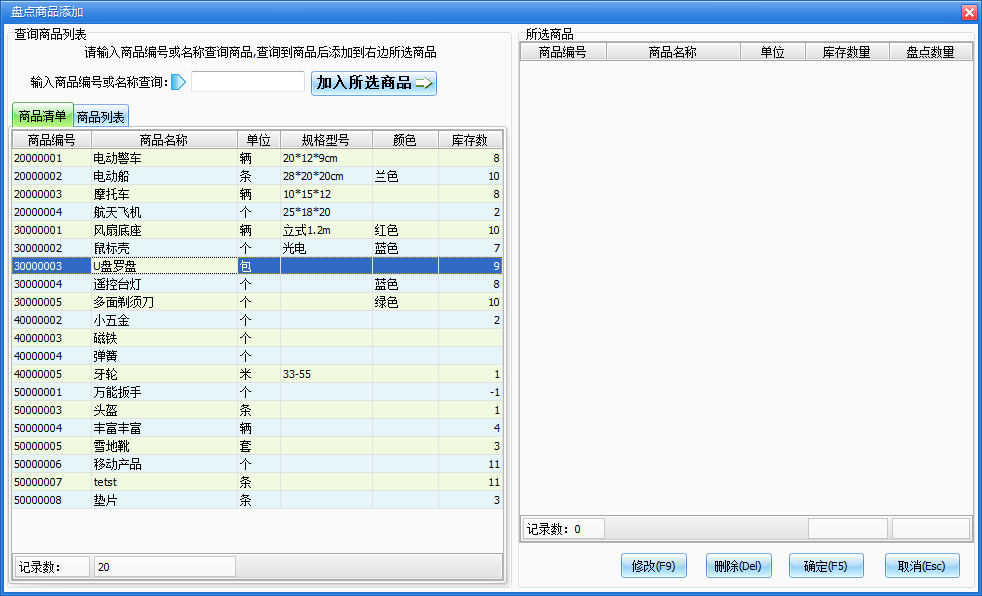 盘点商品添加
查询商品列表
请输入商品编号或名称查询商品,查询到商品后添加到右边所选商品
输入商品编号或名称查询: 加入所选商品
商品清单 商品列表
商品编号 商品名称 单位 规格型号 颜色 库存数
20000001 电动警车 辆 20*12*9cm 8
20000002 电动船 条 28*20*20cm 兰色 10
20000003 摩托车 辆 10*15*12 8
20000004 航天飞机 个 25*18*20 2
30000001 风扇底座 辆 立式1.2m 红色 10
30000002 鼠标壳 个 光电 蓝色 7
30000003 U盘罗盘 包 9
30000004 遥控台灯 个 蓝色 8
30000005 多面剃须刀 个 绿色 10
40000002 小五金 个 2
40000003 磁铁 个
40000004 弹簧 个
40000005 牙轮 米 33-55 1
50000001 万能扳手 个 -1
50000003 头盔 条 1
50000004 丰富丰富 辆 4
50000005 雪地靴 套 3
50000006 移动产品 个 11
50000007 tetst 条 11
50000008 垫片 条 3
记录数: 20
所选商品
商品编号 商品名称 单位 库存数量 盘点数量
记录数: 0
修改(F9) 删除(Del) 确定(F5) 取消(Esc)